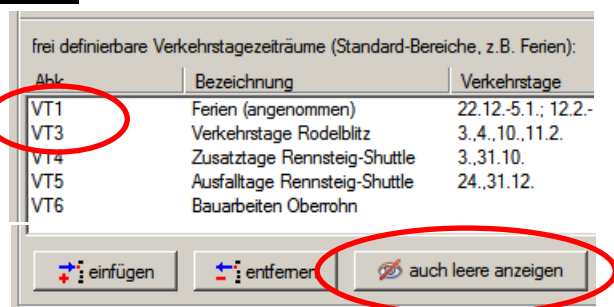 frei definierbare Verkehrstagezeiträume (Standard-Bereiche, z.B. Ferien):
Abk. Bezeichnung Verkehrstage
VT1 Ferien (angenommen) 22.12.-5.1.; 12.2.-
VT3 Verkehrstage Rodelblitz 3.,4.,10.,11.2.
VT4 Zusatztage Rennsteig-Shuttle 3.,31.10.
VT5 Ausfalltage Rennsteig-Shuttle 24.,31.12.
VT6 Bauarbeiten Oberrohn
einfügen entfernen auch leere anzeigen